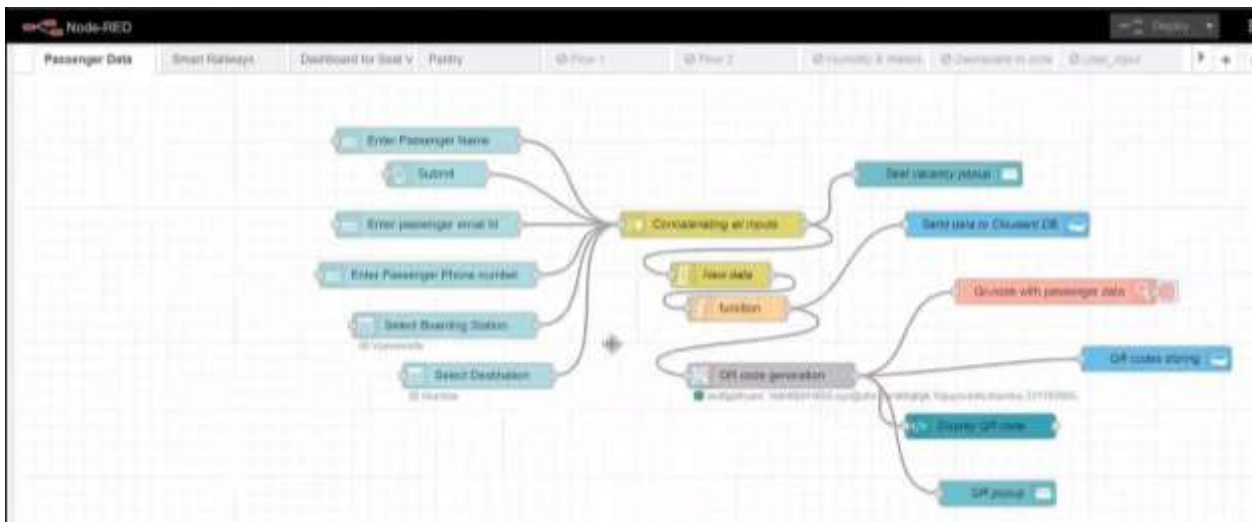 Node-RED
Deploy
Passenger Data
Smart Railways
Dashboard for Seat V
Pantry
Flow 1
Flow 2
Enter Passenger Name
Submit
Seat vacancy popup
Enter passenger email Id
Concatenating all inputs
Send data to Cloudant DB
Enter Passenger Phone number
New data
QR code with passenger data
function
Select Boarding Station
QR codes storing
Select Destination
QR code generation
Display QR code
QR popup